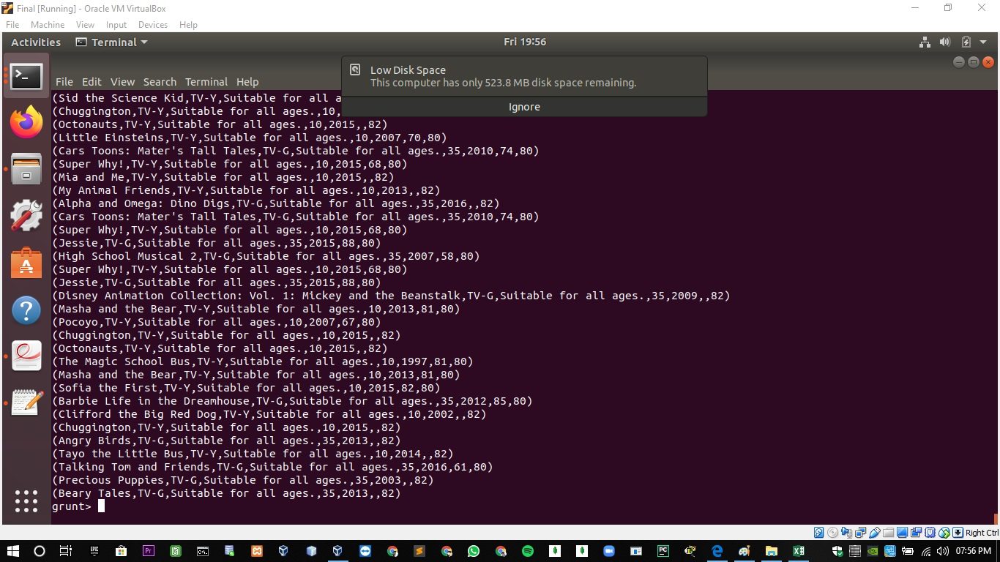 Final [Running] - Oracle VM VirtualBox
File Machine View Input Devices Help
Activities Terminal Fri 19:56
Low Disk Space
This computer has only 523.8 MB disk space remaining.
Ignore
File Edit View Search Terminal Help
(Sid the Science Kid,TV-Y,Suitable for all a
(Chuggington,TV-Y,Suitable for all ages.,10,
(Octonauts,TV-Y,Suitable for all ages.,10,2015,,82)
(Little Einsteins,TV-Y,Suitable for all ages.,10,2007,70,80)
(Cars Toons: Mater's Tall Tales,TV-G,Suitable for all ages.,35,2010,74,80)
(Super Why!,TV-Y,Suitable for all ages.,10,2015,68,80)
(Mia and Me,TV-Y,Suitable for all ages.,10,2015,,82)
(My Animal Friends,TV-Y,Suitable for all ages.,10,2013,,82)
(Alpha and Omega: Dino Digs,TV-G,Suitable for all ages.,35,2016,,82)
(Cars Toons: Mater's Tall Tales,TV-G,Suitable for all ages.,35,2010,74,80)
(Super Why!,TV-Y,Suitable for all ages.,10,2015,68,80)
(Jessie,TV-G,Suitable for all ages.,35,2015,88,80)
(High School Musical 2,TV-G,Suitable for all ages.,35,2007,58,80)
(Super Why!,TV-Y,Suitable for all ages.,10,2015,68,80)
(Jessie,TV-G,Suitable for all ages.,35,2015,88,80)
(Disney Animation Collection: Vol. 1: Mickey and the Beanstalk,TV-G,Suitable for all ages.,35,2009,,82)
(Masha and the Bear,TV-Y,Suitable for all ages.,10,2013,81,80)
(Pocoyo,TV-Y,Suitable for all ages.,10,2007,67,80)
(Chuggington,TV-Y,Suitable for all ages.,10,2015,,82)
(Octonauts,TV-Y,Suitable for all ages.,10,2015,,82)
(The Magic School Bus,TV-Y,Suitable for all ages.,10,1997,81,80)
(Masha and the Bear,TV-Y,Suitable for all ages.,10,2013,81,80)
(Sofia the First,TV-Y,Suitable for all ages.,10,2015,82,80)
(Barbie Life in the Dreamhouse,TV-G,Suitable for all ages.,35,2012,85,80)
(Clifford the Big Red Dog,TV-Y,Suitable for all ages.,10,2002,,82)
(Chuggington,TV-Y,Suitable for all ages.,10,2015,,82)
(Angry Birds,TV-G,Suitable for all ages.,35,2013,,82)
(Tayo the Little Bus,TV-Y,Suitable for all ages.,10,2014,,82)
(Talking Tom and Friends,TV-G,Suitable for all ages.,35,2016,61,80)
(Precious Puppies,TV-G,Suitable for all ages.,35,2003,,82)
(Beary Tales,TV-G,Suitable for all ages.,35,2013,,82)
grunt>
Right Ctrl
EPIC Pr C:\ PC 07:56 PM